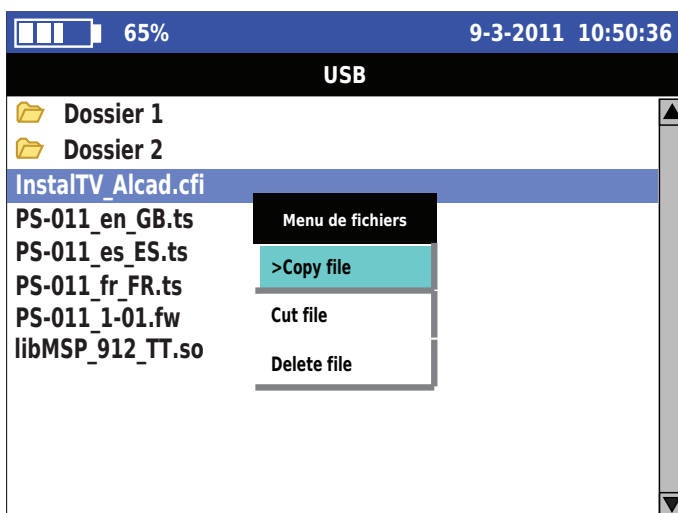 65% 9-3-2011 10:50:36
USB
Dossier 1
Dossier 2
InstalTV_Alcad.cfi
PS-011_en_GB.ts
PS-011_es_ES.ts
PS-011_fr_FR.ts
PS-011_1-01.fw
libMSP_912_TT.so
Menu de fichiers
>Copy file
Cut file
Delete file